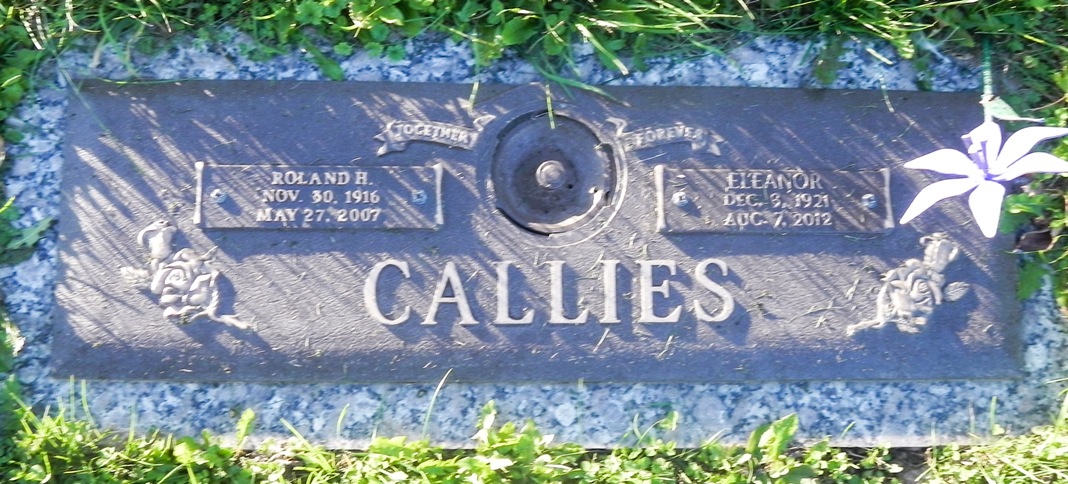 TOGETHER
FOREVER
ROLAND H.
NOV. 30, 1916
MAY 27, 2007
ELEANOR
DEC. 3, 1921
AUG. 7, 2012
CALLIES